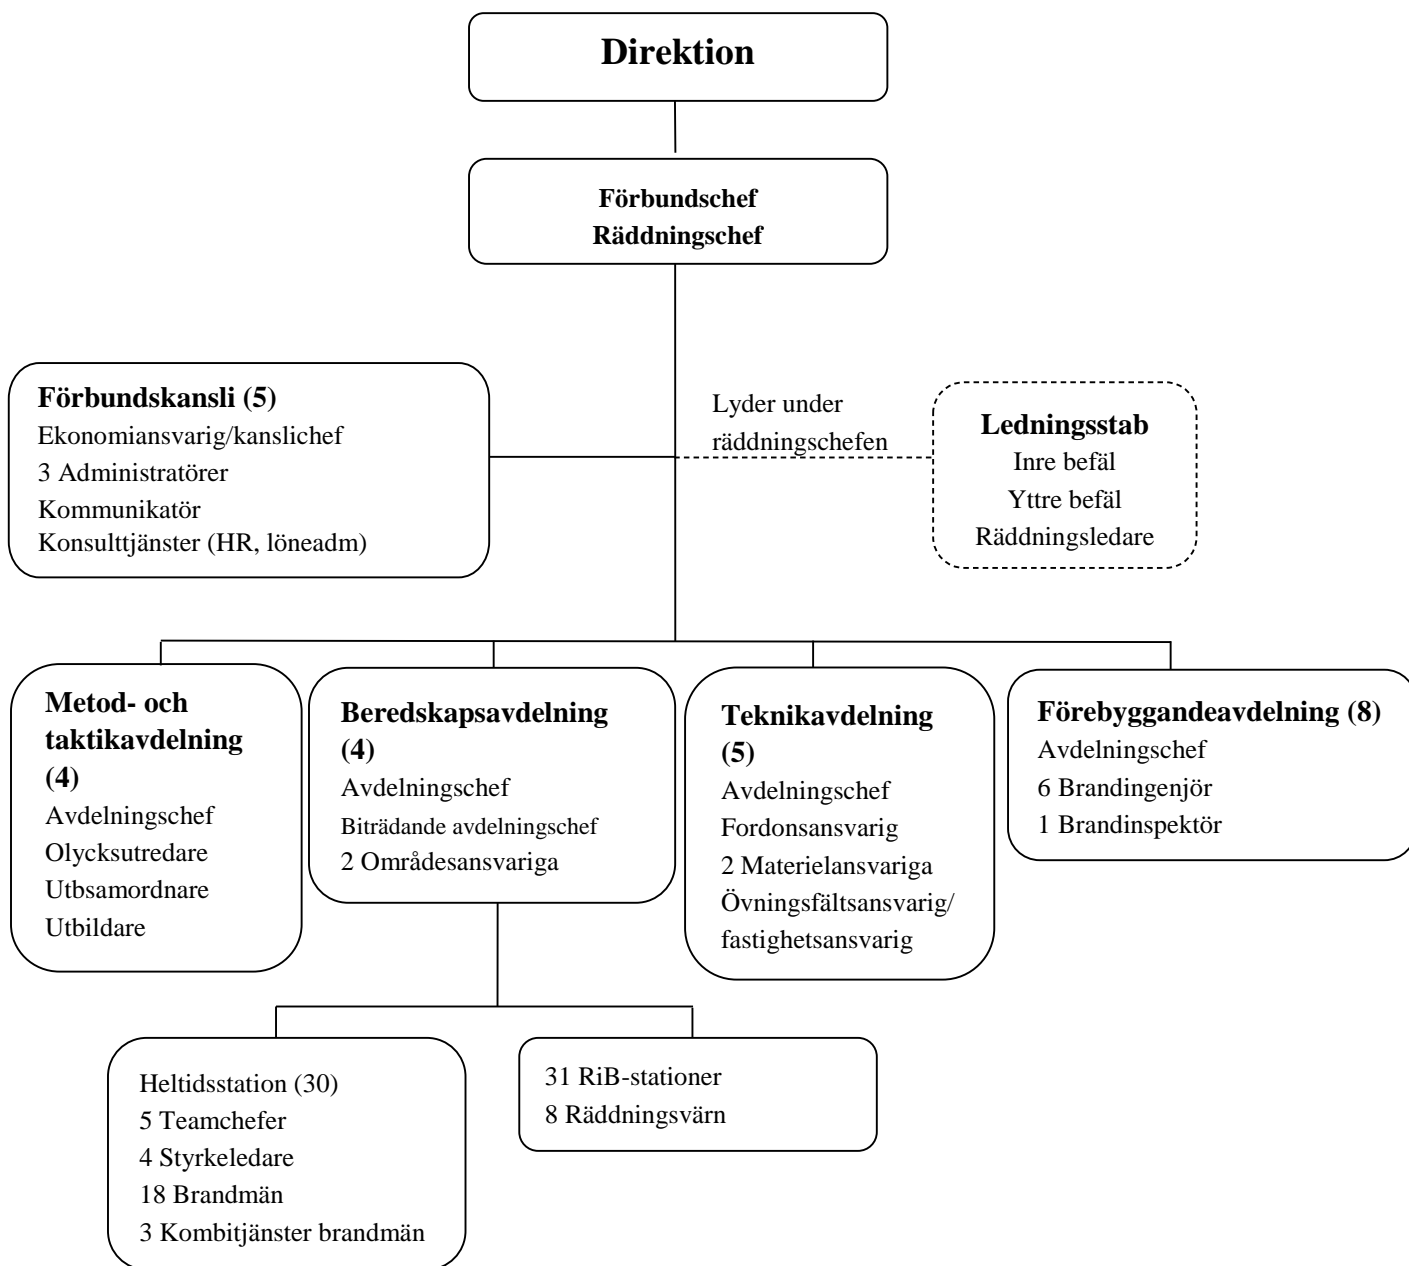 Direktion
Förbundschef
Räddningschef
Förbundskansli (5)
Ekonomiansvarig/kanslichef
3 Administratörer
Kommunikatör
Konsulttjänster (HR, löneadm)
Lyder under
räddningschefen
Ledningsstab
Inre befäl
Yttre befäl
Räddningsledare
Metod- och
taktikavdelning
(4)
Avdelningschef
Olycksutredare
Utbsamordnare
Utbildare
Beredskapsavdelning
(4)
Avdelningschef
Biträdande avdelningschef
2 Områdesansvariga
Teknikavdelning
(5)
Avdelningschef
Fordonsansvarig
2 Materielansvariga
Övningsfältsansvarig/
fastighetsansvarig
Förebyggandeavdelning (8)
Avdelningschef
6 Brandingenjör
1 Brandinspektör
Heltidsstation (30)
5 Teamchefer
4 Styrkeledare
18 Brandmän
3 Kombitjänster brandmän
31 RiB-stationer
8 Räddningsvärn